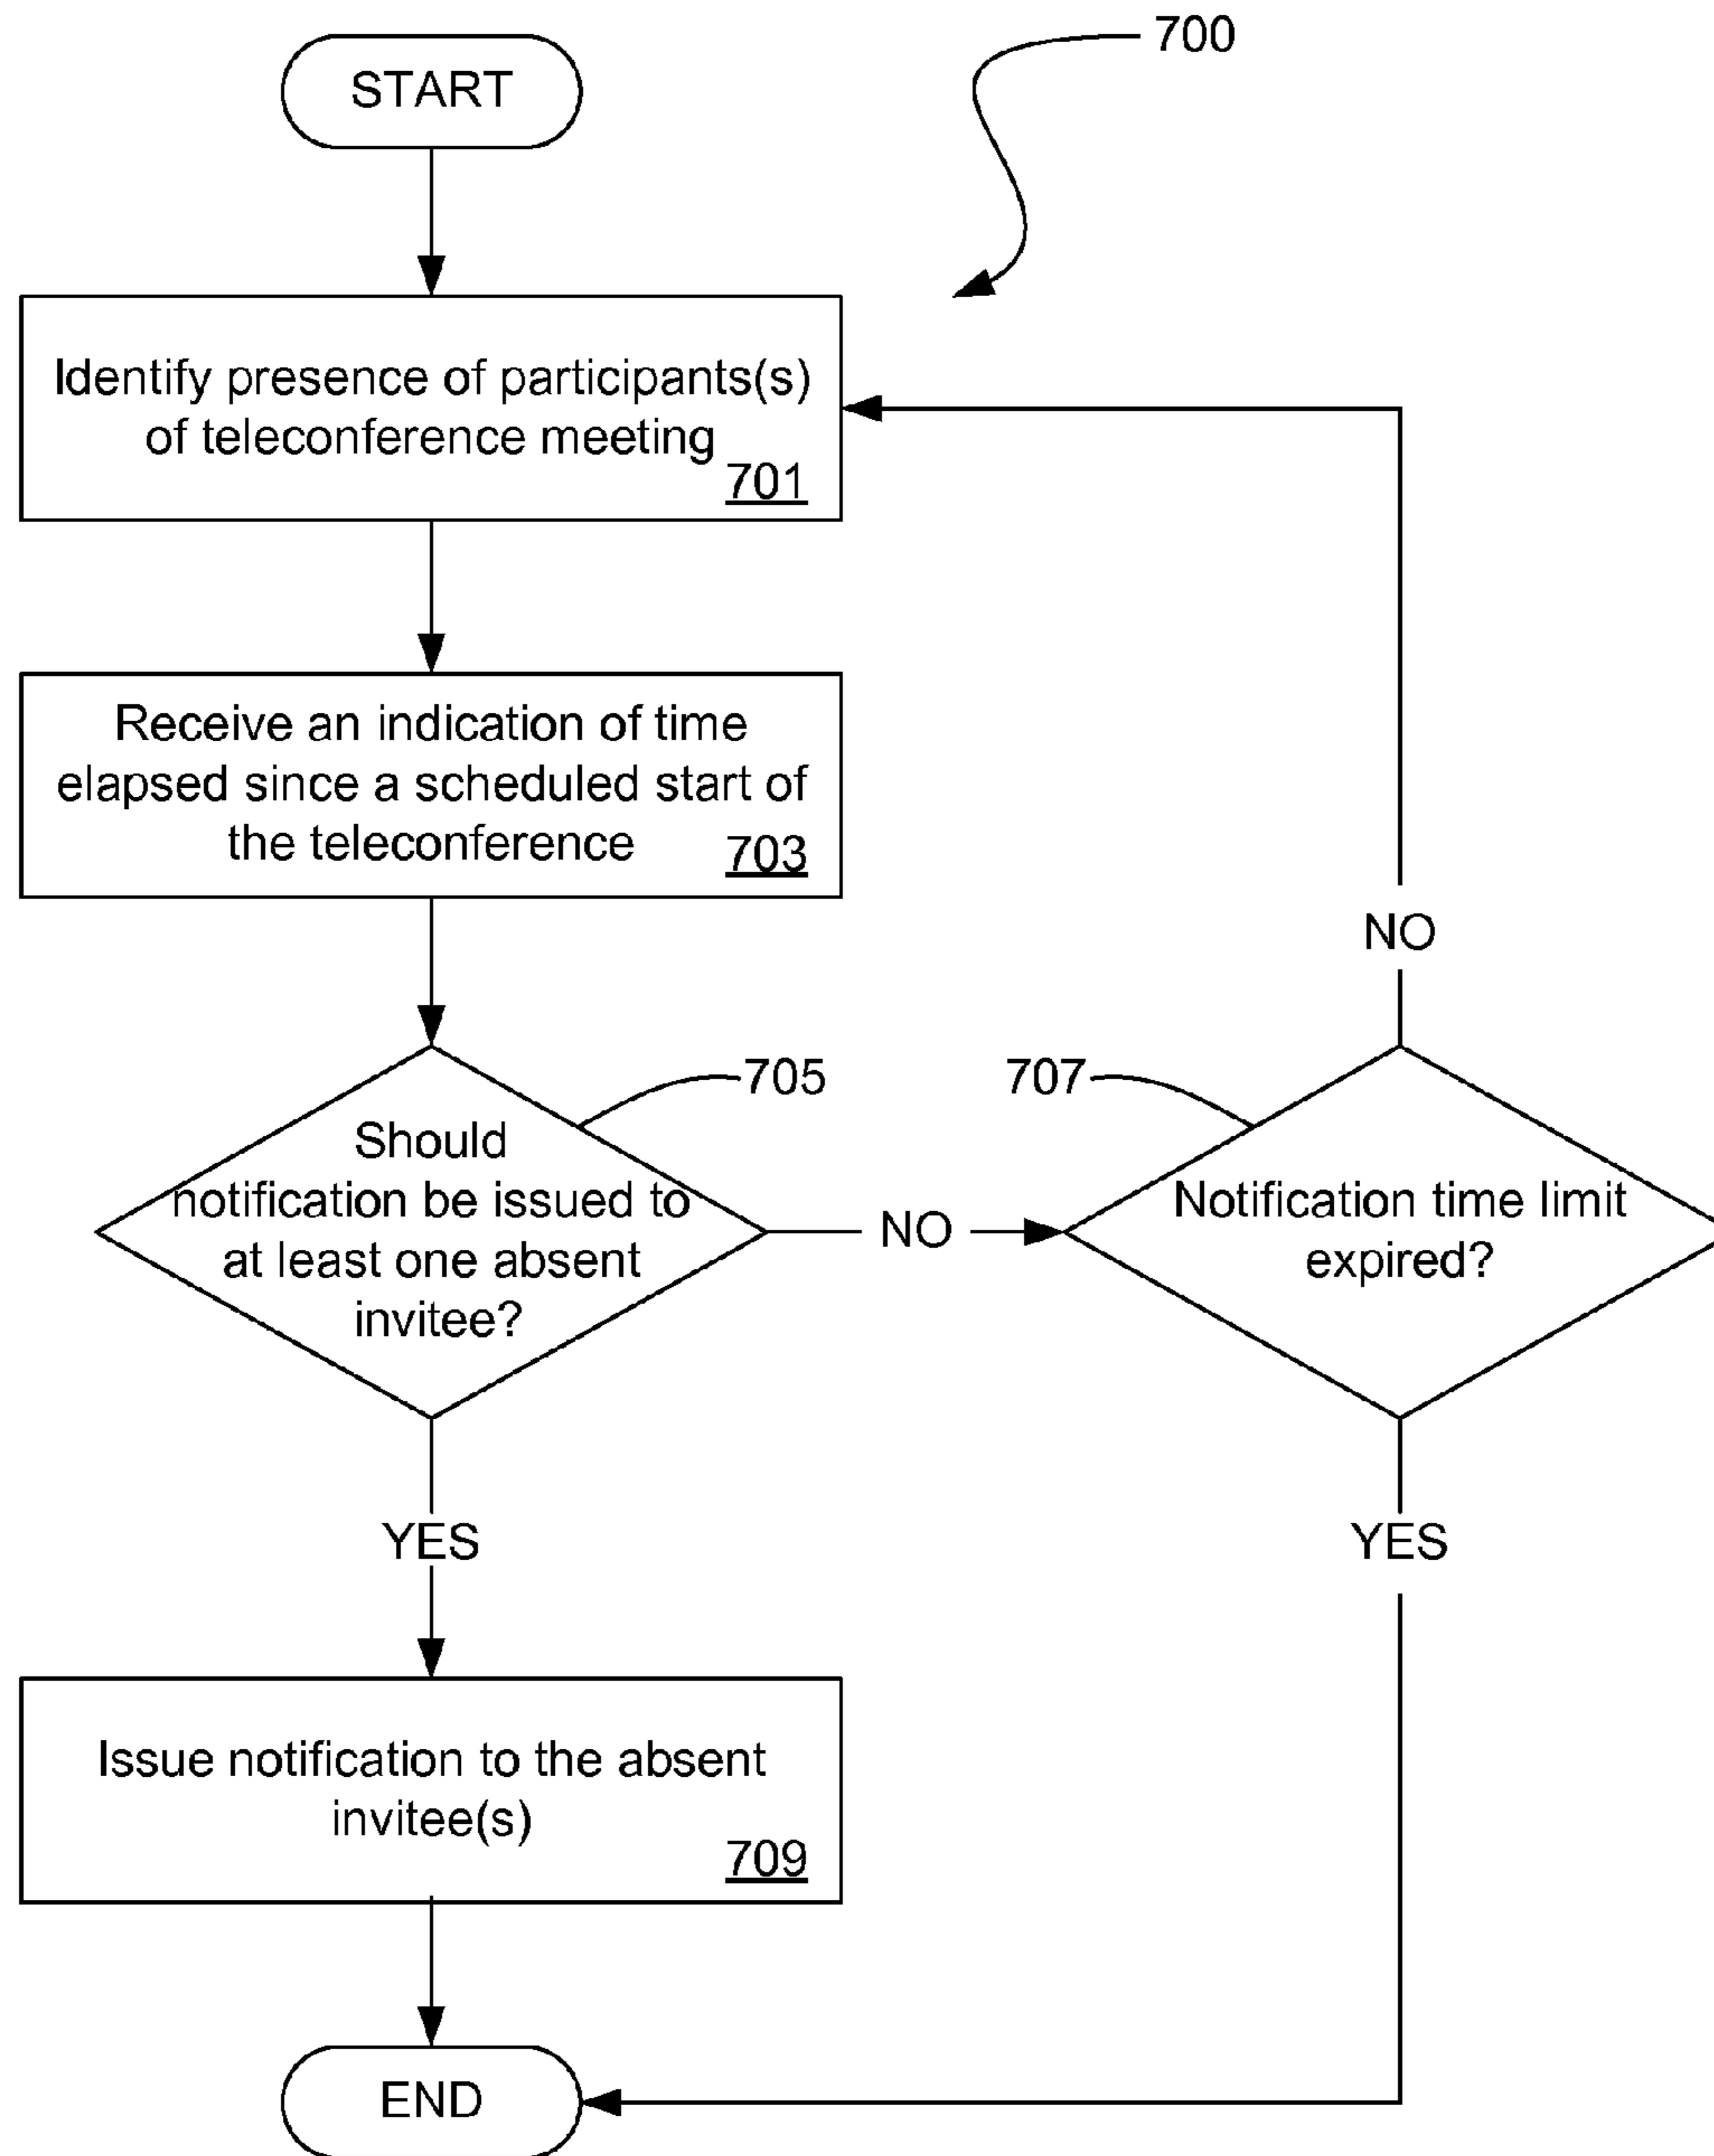 START
700
Identify presence of participants(s)
of teleconference meeting
701
Receive an indication of time
elapsed since a scheduled start of
the teleconference
703
NO
705
707
Should
notification be issued to
at least one absent
invitee?
NO
Notification time limit
expired?
YES
YES
Issue notification to the absent
invitee(s)
709
END